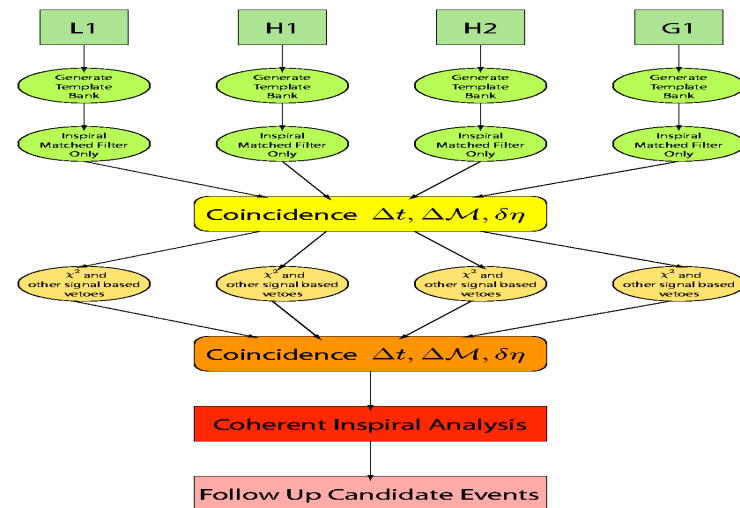 L1 H1 H2 G1
Generate Generate Generate Generate
Template Template Template Template
Bank Bank Bank Bank
Inspiral Inspiral Inspiral Inspiral
Matched Filter Matched Filter Matched Filter Matched Filter
Only Only Only Only
Coincidence Δt, Δℳ, δη
χ² and χ² and χ² and χ² and
other signal based other signal based other signal based other signal based
vetoes vetoes vetoes vetoes
Coincidence Δt, Δℳ, δη
Coherent Inspiral Analysis
Follow Up Candidate Events